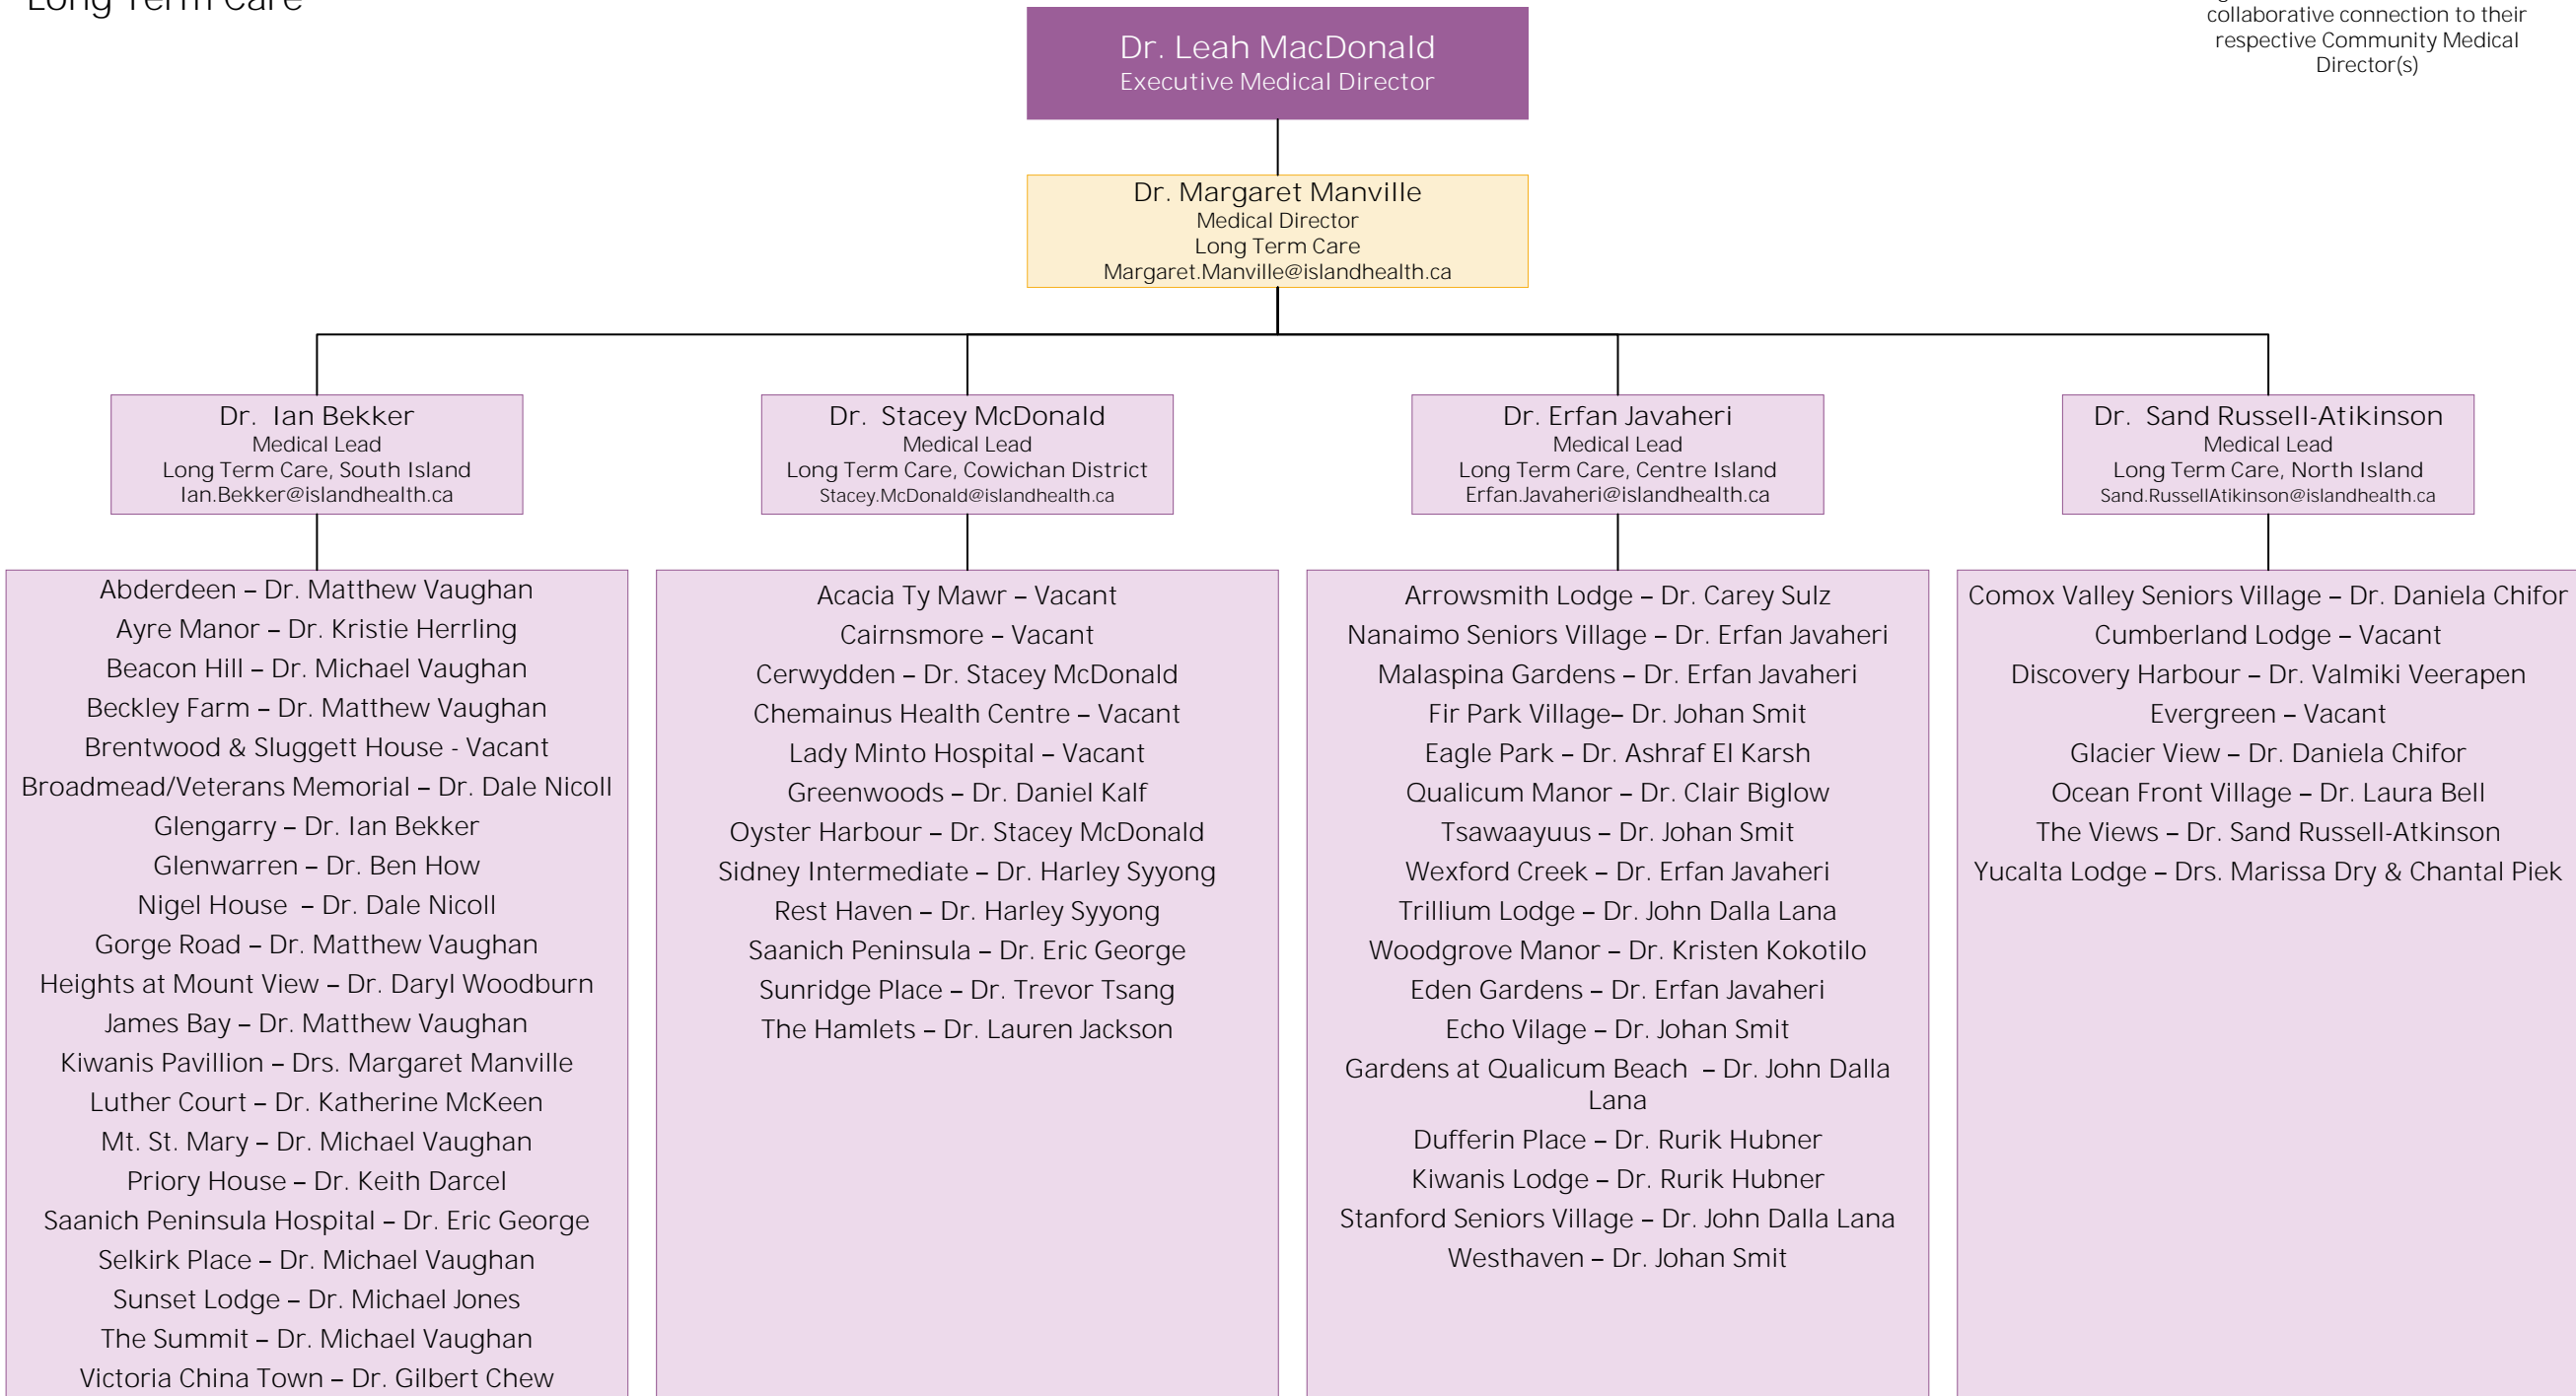 Long Term Care
collaborative connection to their
respective Community Medical
Director(s)
Dr. Leah MacDonald
Executive Medical Director
Dr. Margaret Manville
Medical Director
Long Term Care
Margaret.Manville@islandhealth.ca
Dr. Ian Bekker
Medical Lead
Long Term Care, South Island
Ian.Bekker@islandhealth.ca
Dr. Stacey McDonald
Medical Lead
Long Term Care, Cowichan District
Stacey.McDonald@islandhealth.ca
Dr. Erfan Javaheri
Medical Lead
Long Term Care, Centre Island
Erfan.Javaheri@islandhealth.ca
Dr. Sand Russell-Atikinson
Medical Lead
Long Term Care, North Island
Sand.RussellAtikinson@islandhealth.ca
Abderdeen – Dr. Matthew Vaughan
Ayre Manor – Dr. Kristie Herrling
Beacon Hill – Dr. Michael Vaughan
Beckley Farm – Dr. Matthew Vaughan
Brentwood & Sluggett House - Vacant
Broadmead/Veterans Memorial – Dr. Dale Nicoll
Glengarry – Dr. Ian Bekker
Glenwarren – Dr. Ben How
Nigel House – Dr. Dale Nicoll
Gorge Road – Dr. Matthew Vaughan
Heights at Mount View – Dr. Daryl Woodburn
James Bay – Dr. Matthew Vaughan
Kiwanis Pavillion – Drs. Margaret Manville
Luther Court – Dr. Katherine McKeen
Mt. St. Mary – Dr. Michael Vaughan
Priory House – Dr. Keith Darcel
Saanich Peninsula Hospital – Dr. Eric George
Selkirk Place – Dr. Michael Vaughan
Sunset Lodge – Dr. Michael Jones
The Summit – Dr. Michael Vaughan
Victoria China Town – Dr. Gilbert Chew
Acacia Ty Mawr – Vacant
Cairnsmore – Vacant
Cerwydden – Dr. Stacey McDonald
Chemainus Health Centre – Vacant
Lady Minto Hospital – Vacant
Greenwoods – Dr. Daniel Kalf
Oyster Harbour – Dr. Stacey McDonald
Sidney Intermediate – Dr. Harley Syyong
Rest Haven – Dr. Harley Syyong
Saanich Peninsula – Dr. Eric George
Sunridge Place – Dr. Trevor Tsang
The Hamlets – Dr. Lauren Jackson
Arrowsmith Lodge – Dr. Carey Sulz
Nanaimo Seniors Village – Dr. Erfan Javaheri
Malaspina Gardens – Dr. Erfan Javaheri
Fir Park Village– Dr. Johan Smit
Eagle Park – Dr. Ashraf El Karsh
Qualicum Manor – Dr. Clair Biglow
Tsawaayuus – Dr. Johan Smit
Wexford Creek – Dr. Erfan Javaheri
Trillium Lodge – Dr. John Dalla Lana
Woodgrove Manor – Dr. Kristen Kokotilo
Eden Gardens – Dr. Erfan Javaheri
Echo Vilage – Dr. Johan Smit
Gardens at Qualicum Beach – Dr. John Dalla
Lana
Dufferin Place – Dr. Rurik Hubner
Kiwanis Lodge – Dr. Rurik Hubner
Stanford Seniors Village – Dr. John Dalla Lana
Westhaven – Dr. Johan Smit
Comox Valley Seniors Village – Dr. Daniela Chifor
Cumberland Lodge – Vacant
Discovery Harbour – Dr. Valmiki Veerapen
Evergreen – Vacant
Glacier View – Dr. Daniela Chifor
Ocean Front Village – Dr. Laura Bell
The Views – Dr. Sand Russell-Atkinson
Yucalta Lodge – Drs. Marissa Dry & Chantal Piek